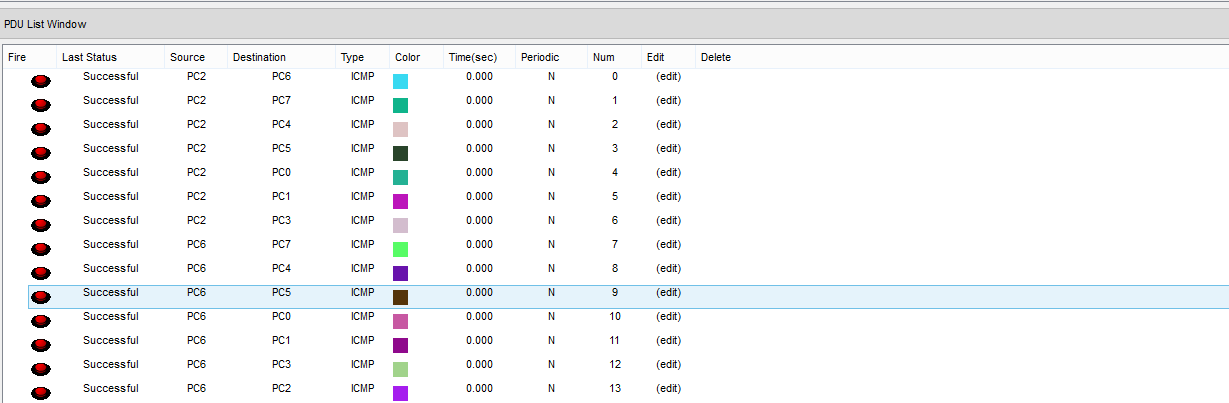 PDU List Window
Fire Last Status Source Destination Type Color Time(sec) Periodic Num Edit Delete
Successful PC2 PC6 ICMP 0.000 N 0 (edit)
Successful PC2 PC7 ICMP 0.000 N 1 (edit)
Successful PC2 PC4 ICMP 0.000 N 2 (edit)
Successful PC2 PC5 ICMP 0.000 N 3 (edit)
Successful PC2 PC0 ICMP 0.000 N 4 (edit)
Successful PC2 PC1 ICMP 0.000 N 5 (edit)
Successful PC2 PC3 ICMP 0.000 N 6 (edit)
Successful PC6 PC7 ICMP 0.000 N 7 (edit)
Successful PC6 PC4 ICMP 0.000 N 8 (edit)
Successful PC6 PC5 ICMP 0.000 N 9 (edit)
Successful PC6 PC0 ICMP 0.000 N 10 (edit)
Successful PC6 PC1 ICMP 0.000 N 11 (edit)
Successful PC6 PC3 ICMP 0.000 N 12 (edit)
Successful PC6 PC2 ICMP 0.000 N 13 (edit)